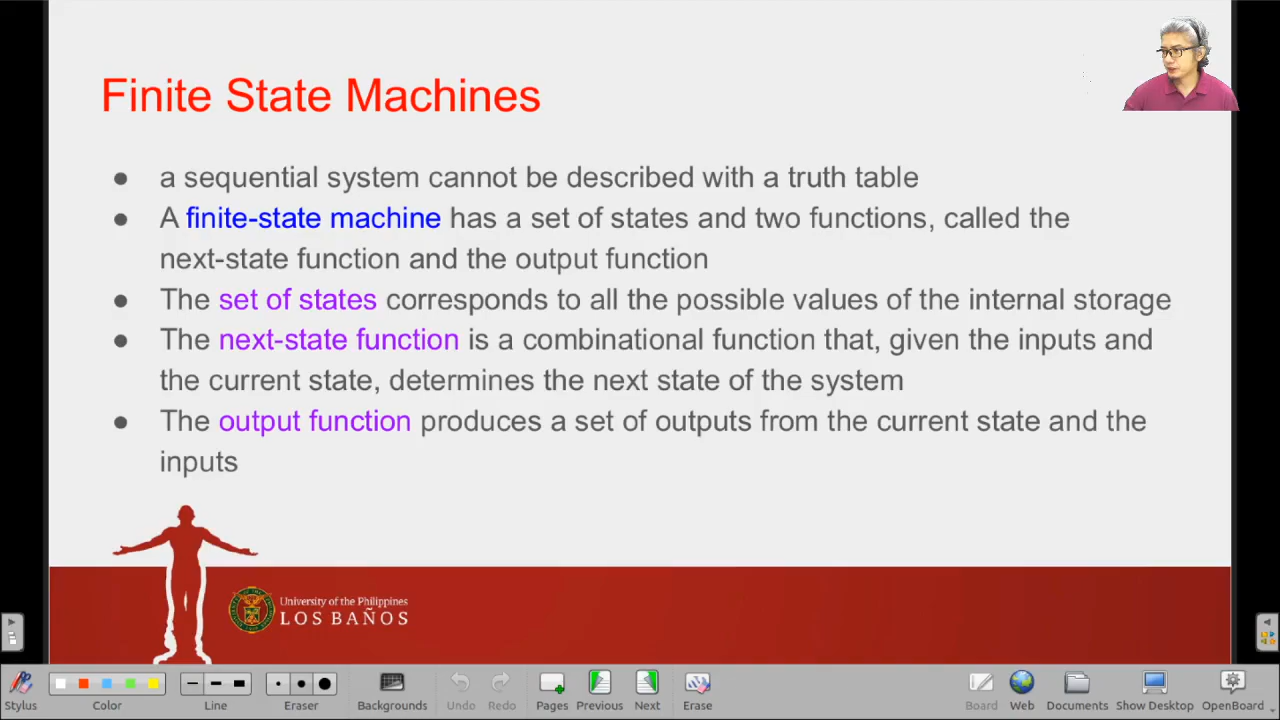 Finite State Machines
● a sequential system cannot be described with a truth table
● A finite-state machine has a set of states and two functions, called the
next-state function and the output function
● The set of states corresponds to all the possible values of the internal storage
● The next-state function is a combinational function that, given the inputs and
the current state, determines the next state of the system
● The output function produces a set of outputs from the current state and the
inputs
University of the Philippines
LOS BAÑOS
Stylus Color Line Eraser Backgrounds Undo Redo Pages Previous Next Erase Board Web Documents Show Desktop OpenBoard